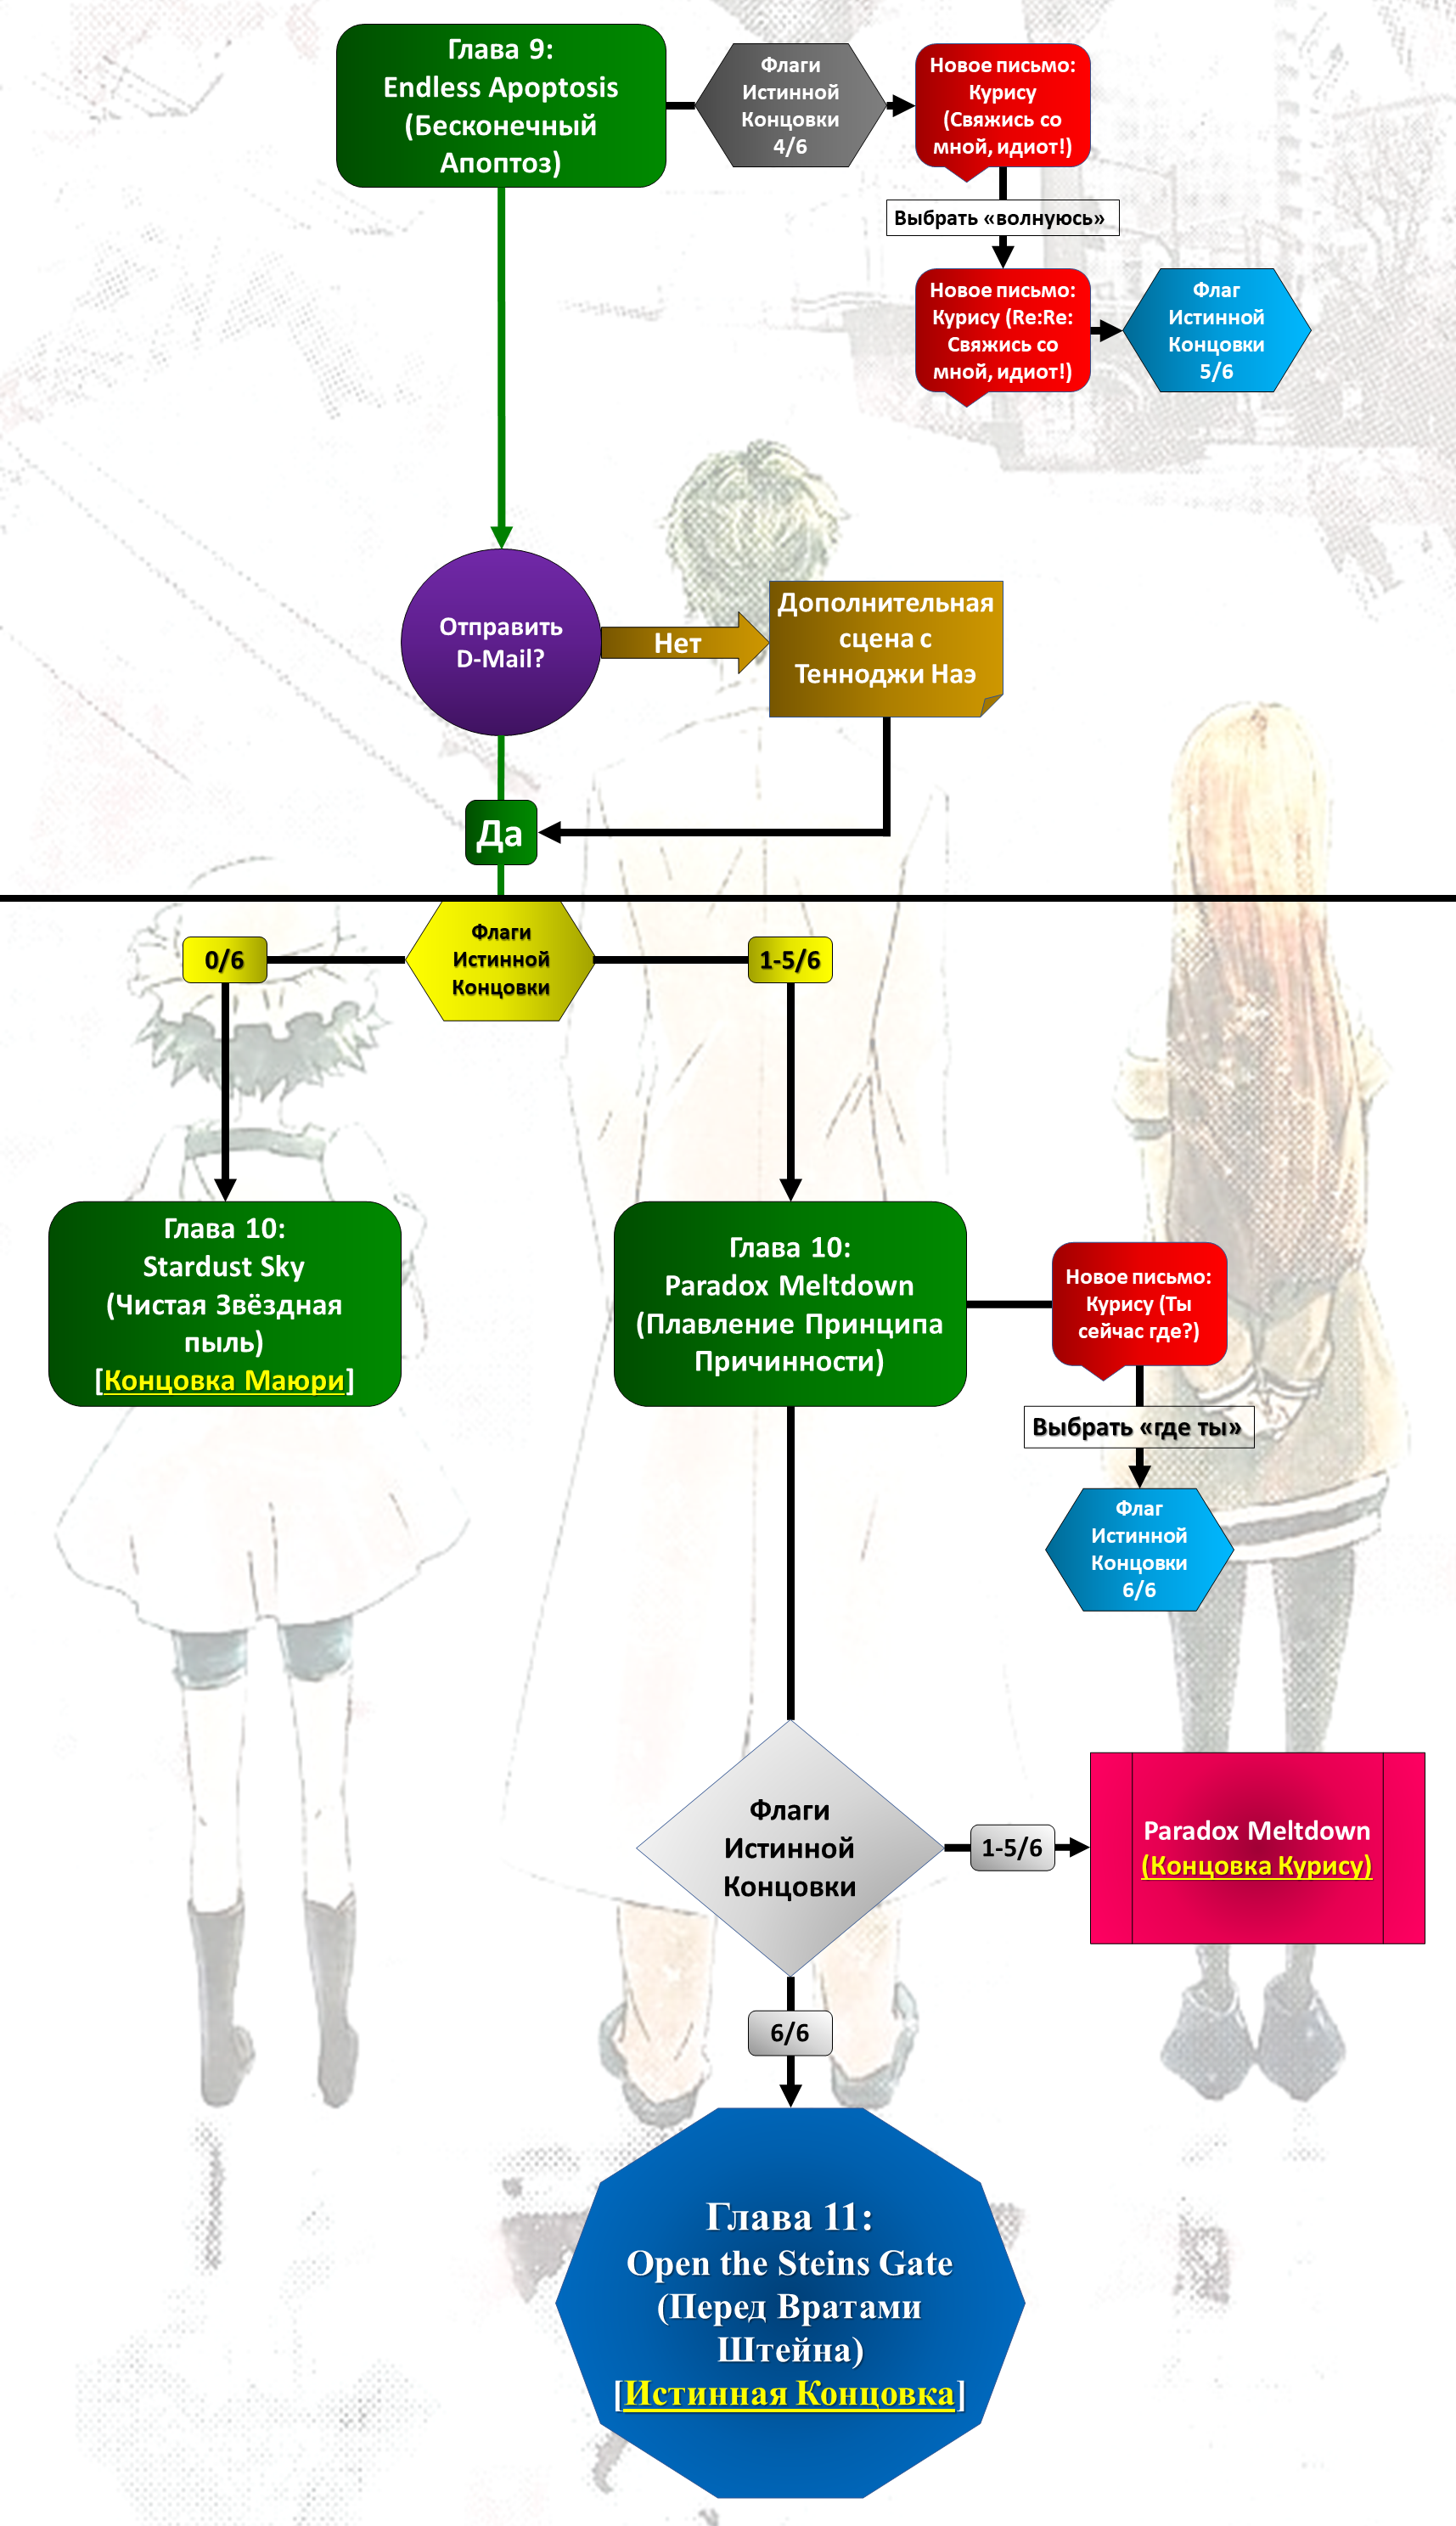 Глава 9:
Endless Apoptosis
(Бесконечный
Апоптоз)
Флаги
Истинной
Концовки
4/6
Новое письмо:
Курису
(Свяжись со
мной, идиот!)
Выбрать «волнуюсь»
Новое письмо:
Курису (Re:Re:
Свяжись со
мной, идиот!)
Флаг
Истинной
Концовки
5/6
Отправить
D-Mail?
Нет
Дополнительная
сцена с
Тенноджи Наэ
Да
Флаги
Истинной
Концовки
0/6
1-5/6
Глава 10:
Stardust Sky
(Чистая Звёздная
пыль)
[Концовка Маюри]
Глава 10:
Paradox Meltdown
(Плавление Принципа
Причинности)
Новое письмо:
Курису (Ты
сейчас где?)
Выбрать «где ты»
Флаг
Истинной
Концовки
6/6
Флаги
Истинной
Концовки
1-5/6
Paradox Meltdown
(Концовка Курису)
6/6
Глава 11:
Open the Steins Gate
(Перед Вратами
Штейна)
[Истинная Концовка]